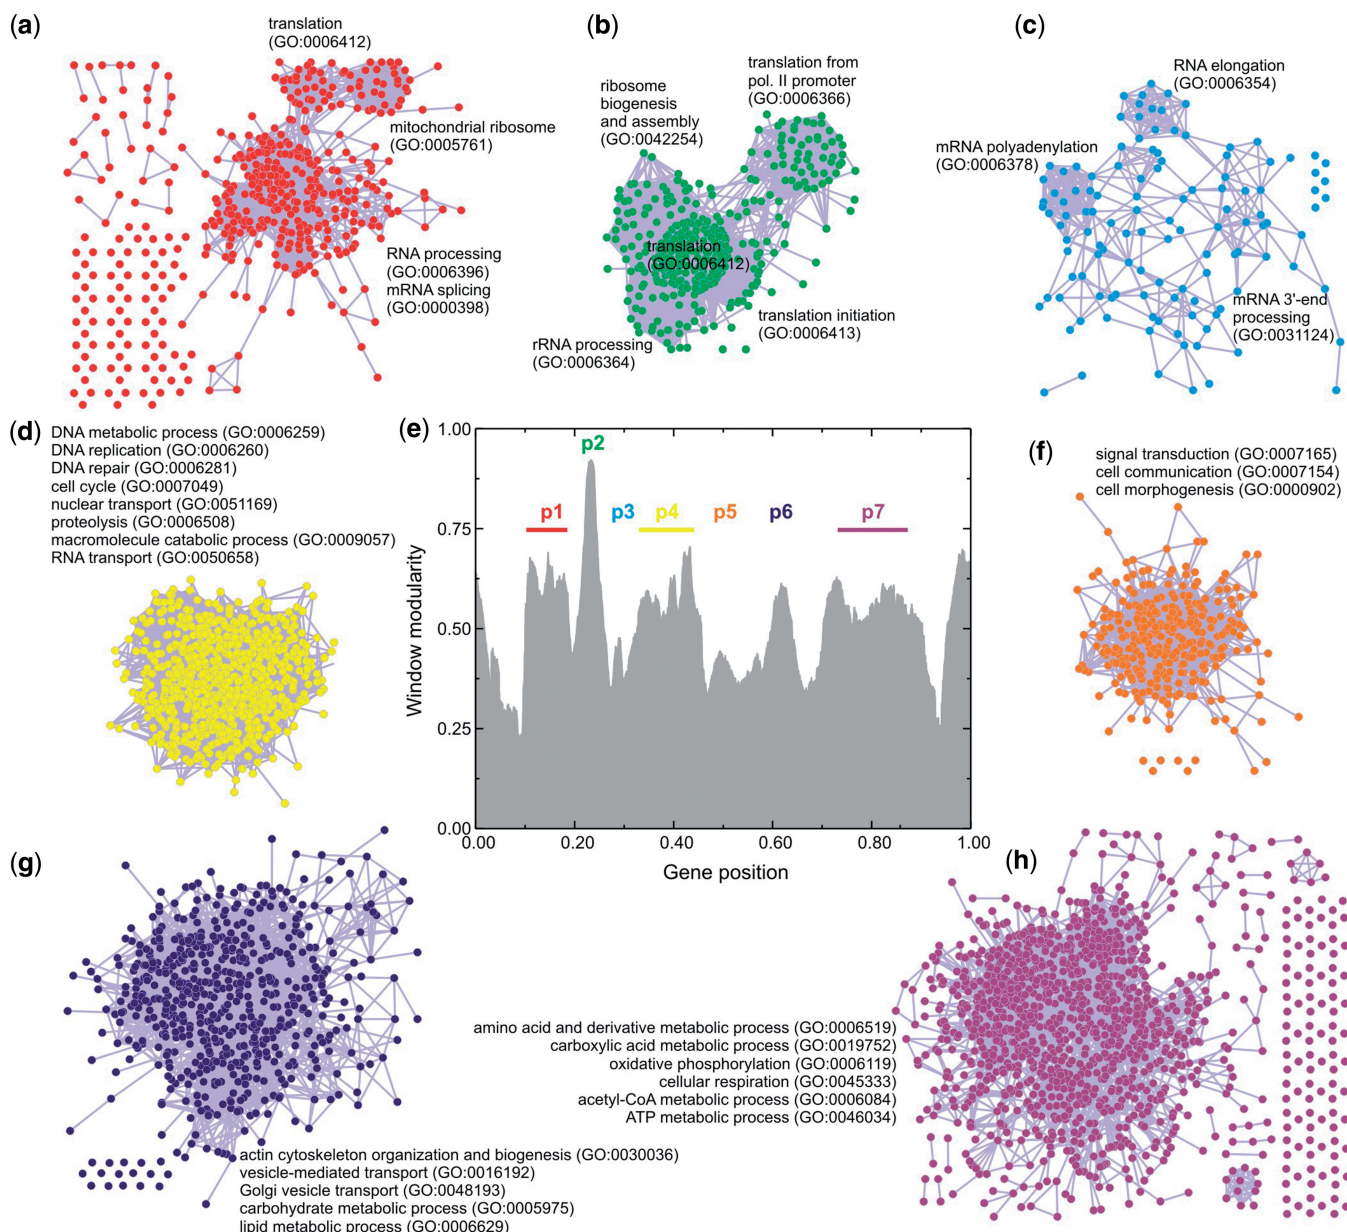 (a)
translation
(GO:0006412)
mitochondrial ribosome
(GO:0005761)
RNA processing
(GO:0006396)
mRNA splicing
(GO:0000398)
(b)
ribosome
biogenesis
and assembly
(GO:0042254)
translation from
pol. II promoter
(GO:0006366)
translation
(GO:0006412)
translation initiation
(GO:0006413)
rRNA processing
(GO:0006364)
(c)
RNA elongation
(GO:0006354)
mRNA polyadenylation
(GO:0006378)
mRNA 3'-end
processing
(GO:0031124)
(d)
DNA metabolic process (GO:0006259)
DNA replication (GO:0006260)
DNA repair (GO:0006281)
cell cycle (GO:0007049)
nuclear transport (GO:0051169)
proteolysis (GO:0006508)
macromolecule catabolic process (GO:0009057)
RNA transport (GO:0050658)
(e)
1.00
0.75
0.50
0.25
0.00
Window modularity
p1
p2
p3
p4
p5
p6
p7
0.00 0.20 0.40 0.60 0.80 1.00
Gene position
(f)
signal transduction (GO:0007165)
cell communication (GO:0007154)
cell morphogenesis (GO:0000902)
(g)
actin cytoskeleton organization and biogenesis (GO:0030036)
vesicle-mediated transport (GO:0016192)
Golgi vesicle transport (GO:0048193)
carbohydrate metabolic process (GO:0005975)
lipid metabolic process (GO:0006629)
(h)
amino acid and derivative metabolic process (GO:0006519)
carboxylic acid metabolic process (GO:0019752)
oxidative phosphorylation (GO:0006119)
cellular respiration (GO:0045333)
acetyl-CoA metabolic process (GO:0006084)
ATP metabolic process (GO:0046034)